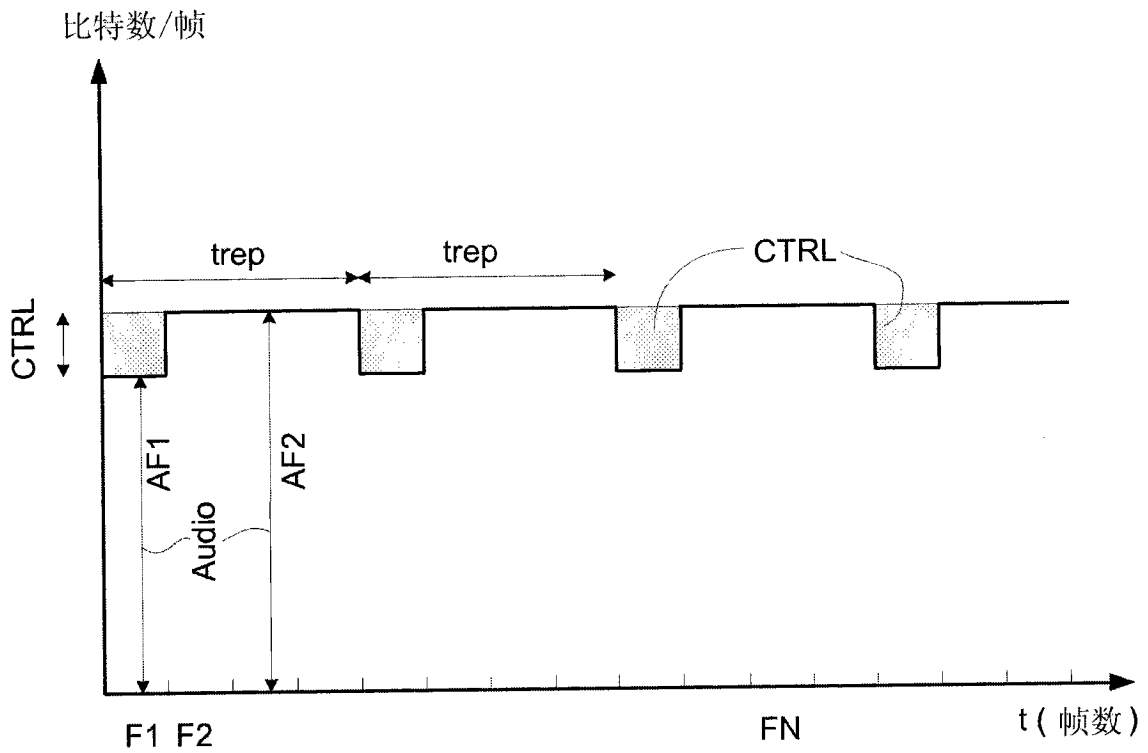 比特数/帧
trep
trep
CTRL
CTRL
AF1
AF2
Audio
F1 F2
FN
t ( 帧数 )